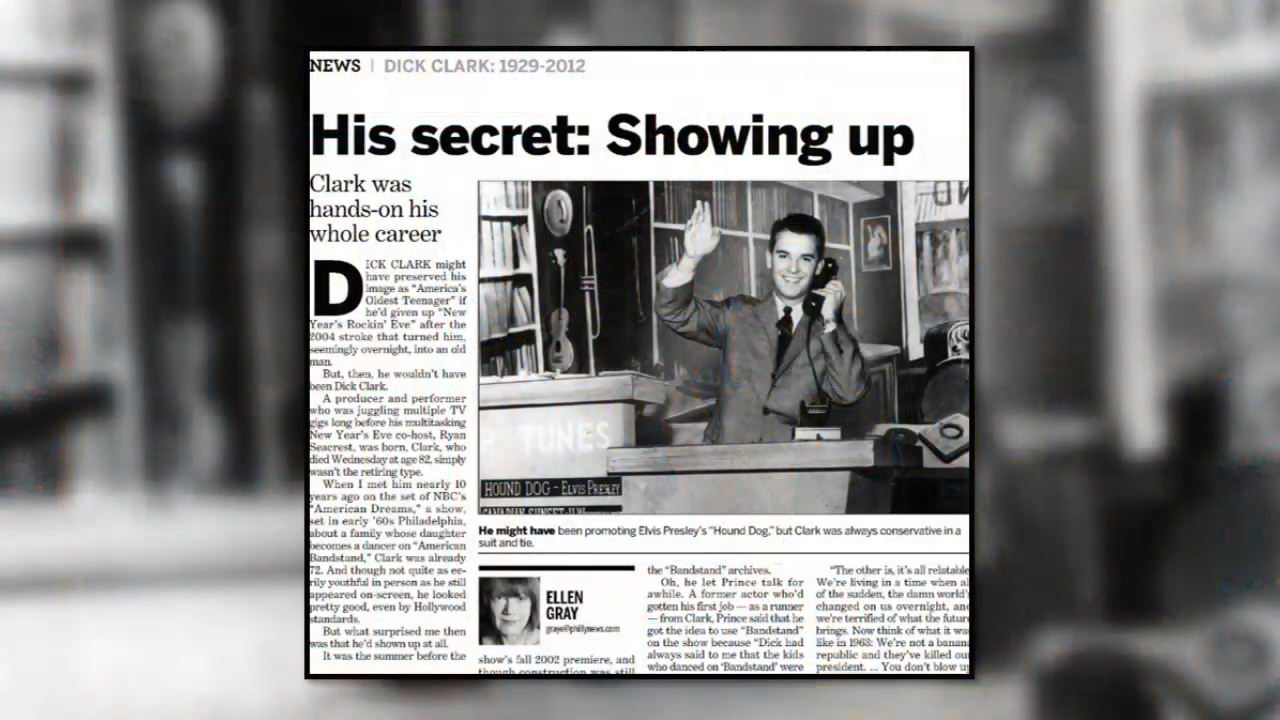 NEWS | DICK CLARK: 1929-2012
His secret: Showing up
Clark was
hands-on his
whole career
DICK CLARK might
have preserved his
image as "America's
Oldest Teenager" if
he'd given up "New
Year's Rockin' Eve" after the
2004 stroke that turned him,
seemingly overnight, into an old
man.
But, then, he wouldn't have
been Dick Clark.
A producer and performer
who was juggling multiple TV
gigs long before his multitasking
New Year's Eve co-host, Ryan
Seacrest, was born, Clark, who
died Wednesday at age 82, simply
wasn't the retiring type.
When I met him nearly 10
years ago on the set of NBC's
"American Dreams," a show,
set in early '60s Philadelphia,
about a family whose daughter
becomes a dancer on "American
Bandstand," Clark was already
72. And though not quite as ee-
rily youthful in person as he still
appeared on-screen, he looked
pretty good, even by Hollywood
standards.
But what surprised me then
was that he'd shown up at all.
It was the summer before the
TUNES
HOUND DOG - ELVIS PRESLEY
CANADIAN SUNSET
He might have been promoting Elvis Presley's "Hound Dog," but Clark was always conservative in a
suit and tie.
ELLEN
GRAY
graye@phillynews.com
show's fall 2002 premiere, and
though construction was still
the "Bandstand" archives.
Oh, he let Prince talk for
awhile. A former actor who'd
gotten his first job — as a runner
— from Clark, Prince said that he
got the idea to use "Bandstand"
on the show because "Dick had
always said to me that the kids
who danced on 'Bandstand' were
"The other is, it's all relatable
We're living in a time when al
of the sudden, the damn world's
changed on us overnight, and
we're terrified of what the future
brings. Now think of what it was
like in 1963: We're not a banana
republic and they've killed our
president. ... You don't blow up